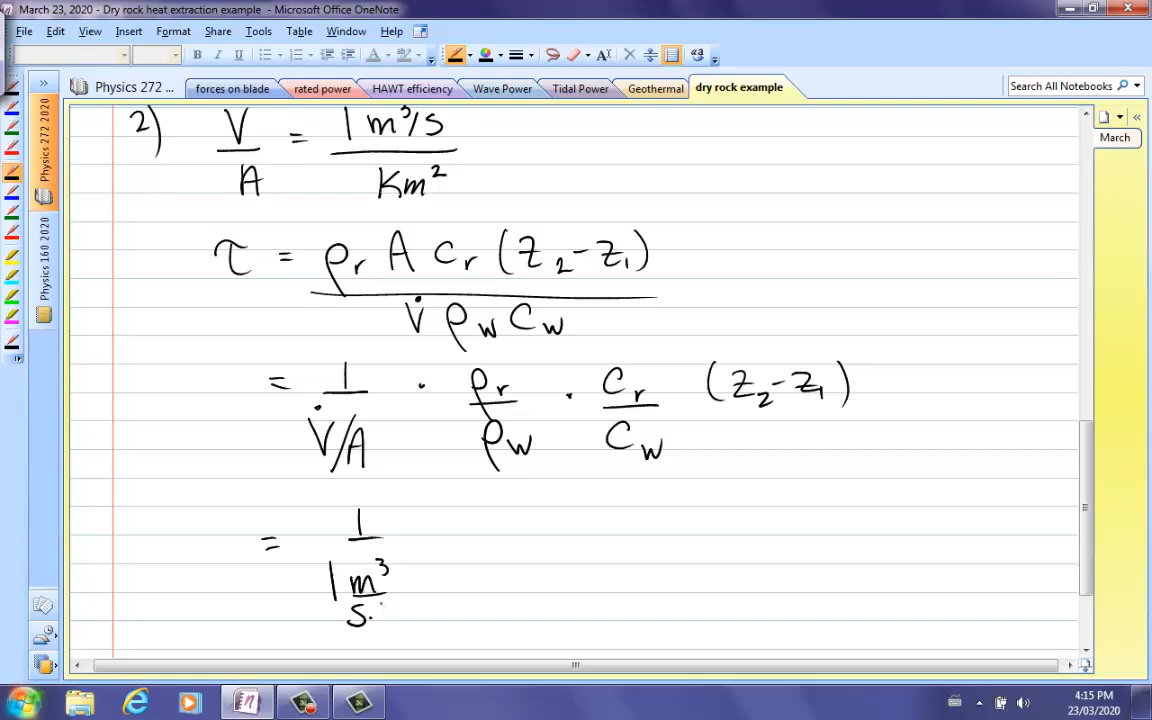 March 23, 2020 - Dry rock heat extraction example - Microsoft Office OneNote
File Edit View Insert Format Share Tools Table Window Help
B I U A
Physics 272 ... forces on blade rated power HAWT efficiency Wave Power Tidal Power Geothermal dry rock example Search All Notebooks
March
Physics 272 2020
Physics 160 2020
2) V/A = 1 m³/s / Km²
τ = ρr A Cr (Z2 - Z1) / V̇ ρw Cw
= 1 / V̇/A · ρr / ρw · Cr / Cw (Z2 - Z1)
= 1 / 1 m³/s.
4:15 PM
23/03/2020